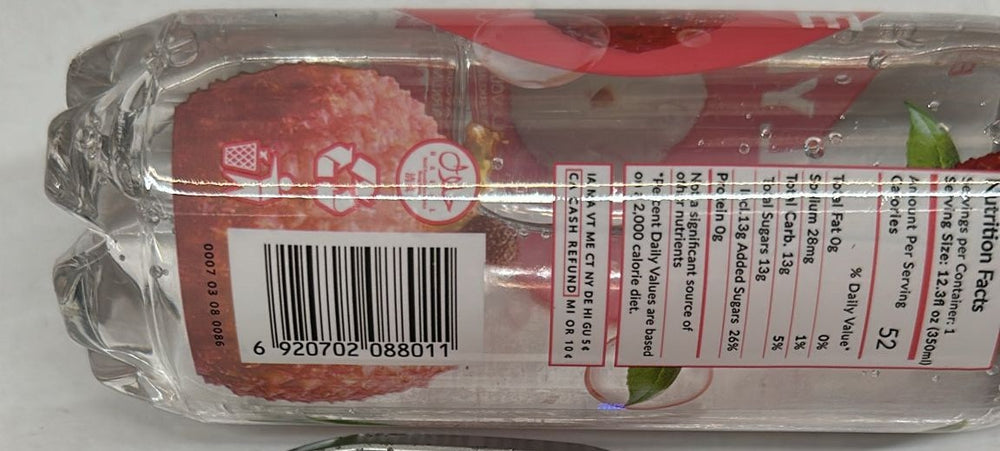 Nutrition Facts
Servings per Container: 1
Serving Size: 12.3fl oz (350ml)
Amount Per Serving
Calories 52
% Daily Value*
Total Fat 0g 0%
Sodium 28mg 1%
Total Carb. 13g 5%
Total Sugars 13g
Incl.13g Added Sugars 26%
Protein 0g
Not a significant source of
other nutrients
*Percent Daily Values are based
on a 2,000 calorie diet.
IA MA VT ME CT NY DE HI GU 5¢
CA CASH REFUND MI OR 10¢
6 920702 088011
0007 03 08 0086